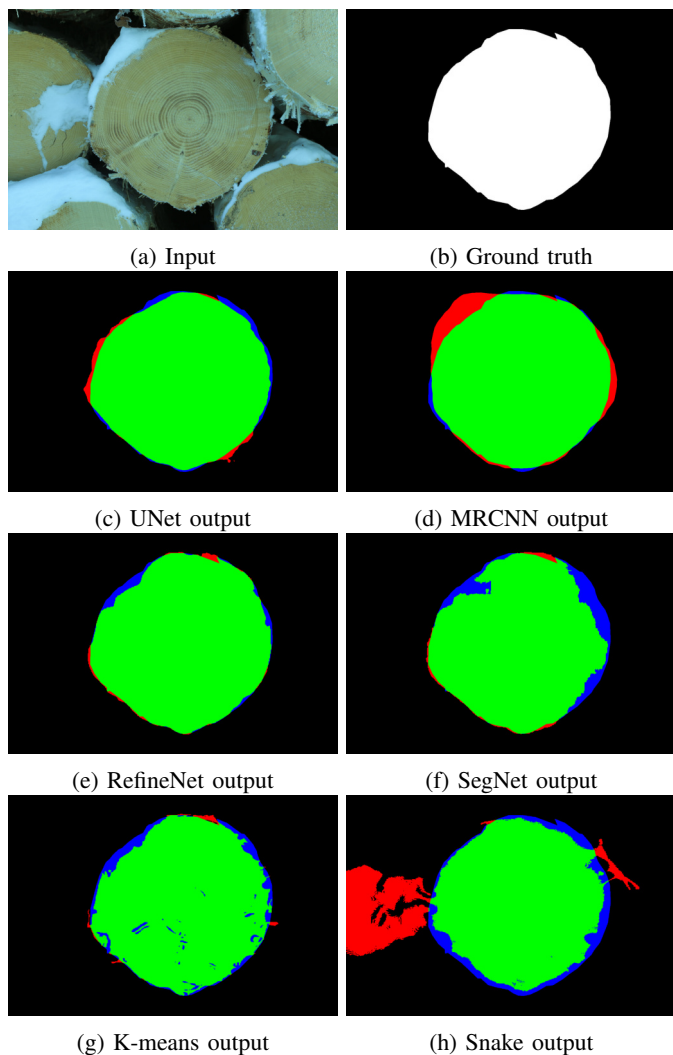 (a) Input
(b) Ground truth
(c) UNet output
(d) MRCNN output
(e) RefineNet output
(f) SegNet output
(g) K-means output
(h) Snake output